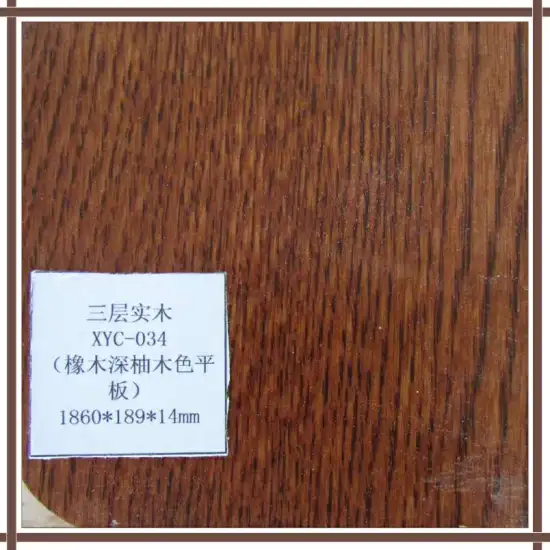 三层实木
XYC-034
（橡木深柚木色平
板）
1860*189*14mm